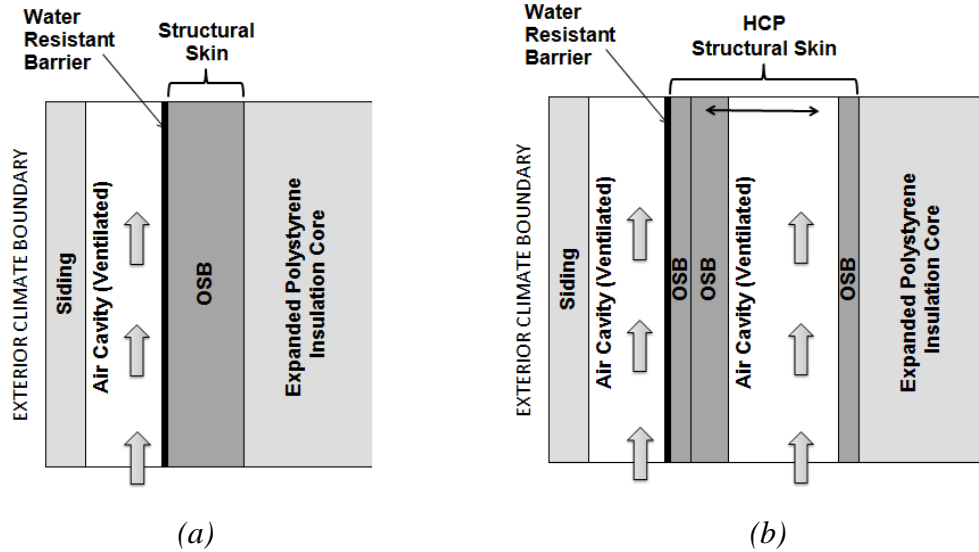 Water
Resistant
Barrier
Structural
Skin
EXTERIOR CLIMATE BOUNDARY
Siding
Air Cavity (Ventilated)
OSB
Expanded Polystyrene
Insulation Core
(a)
Water
Resistant
Barrier
HCP
Structural Skin
EXTERIOR CLIMATE BOUNDARY
Siding
Air Cavity (Ventilated)
OSB
OSB
Air Cavity (Ventilated)
OSB
Expanded Polystyrene
Insulation Core
(b)